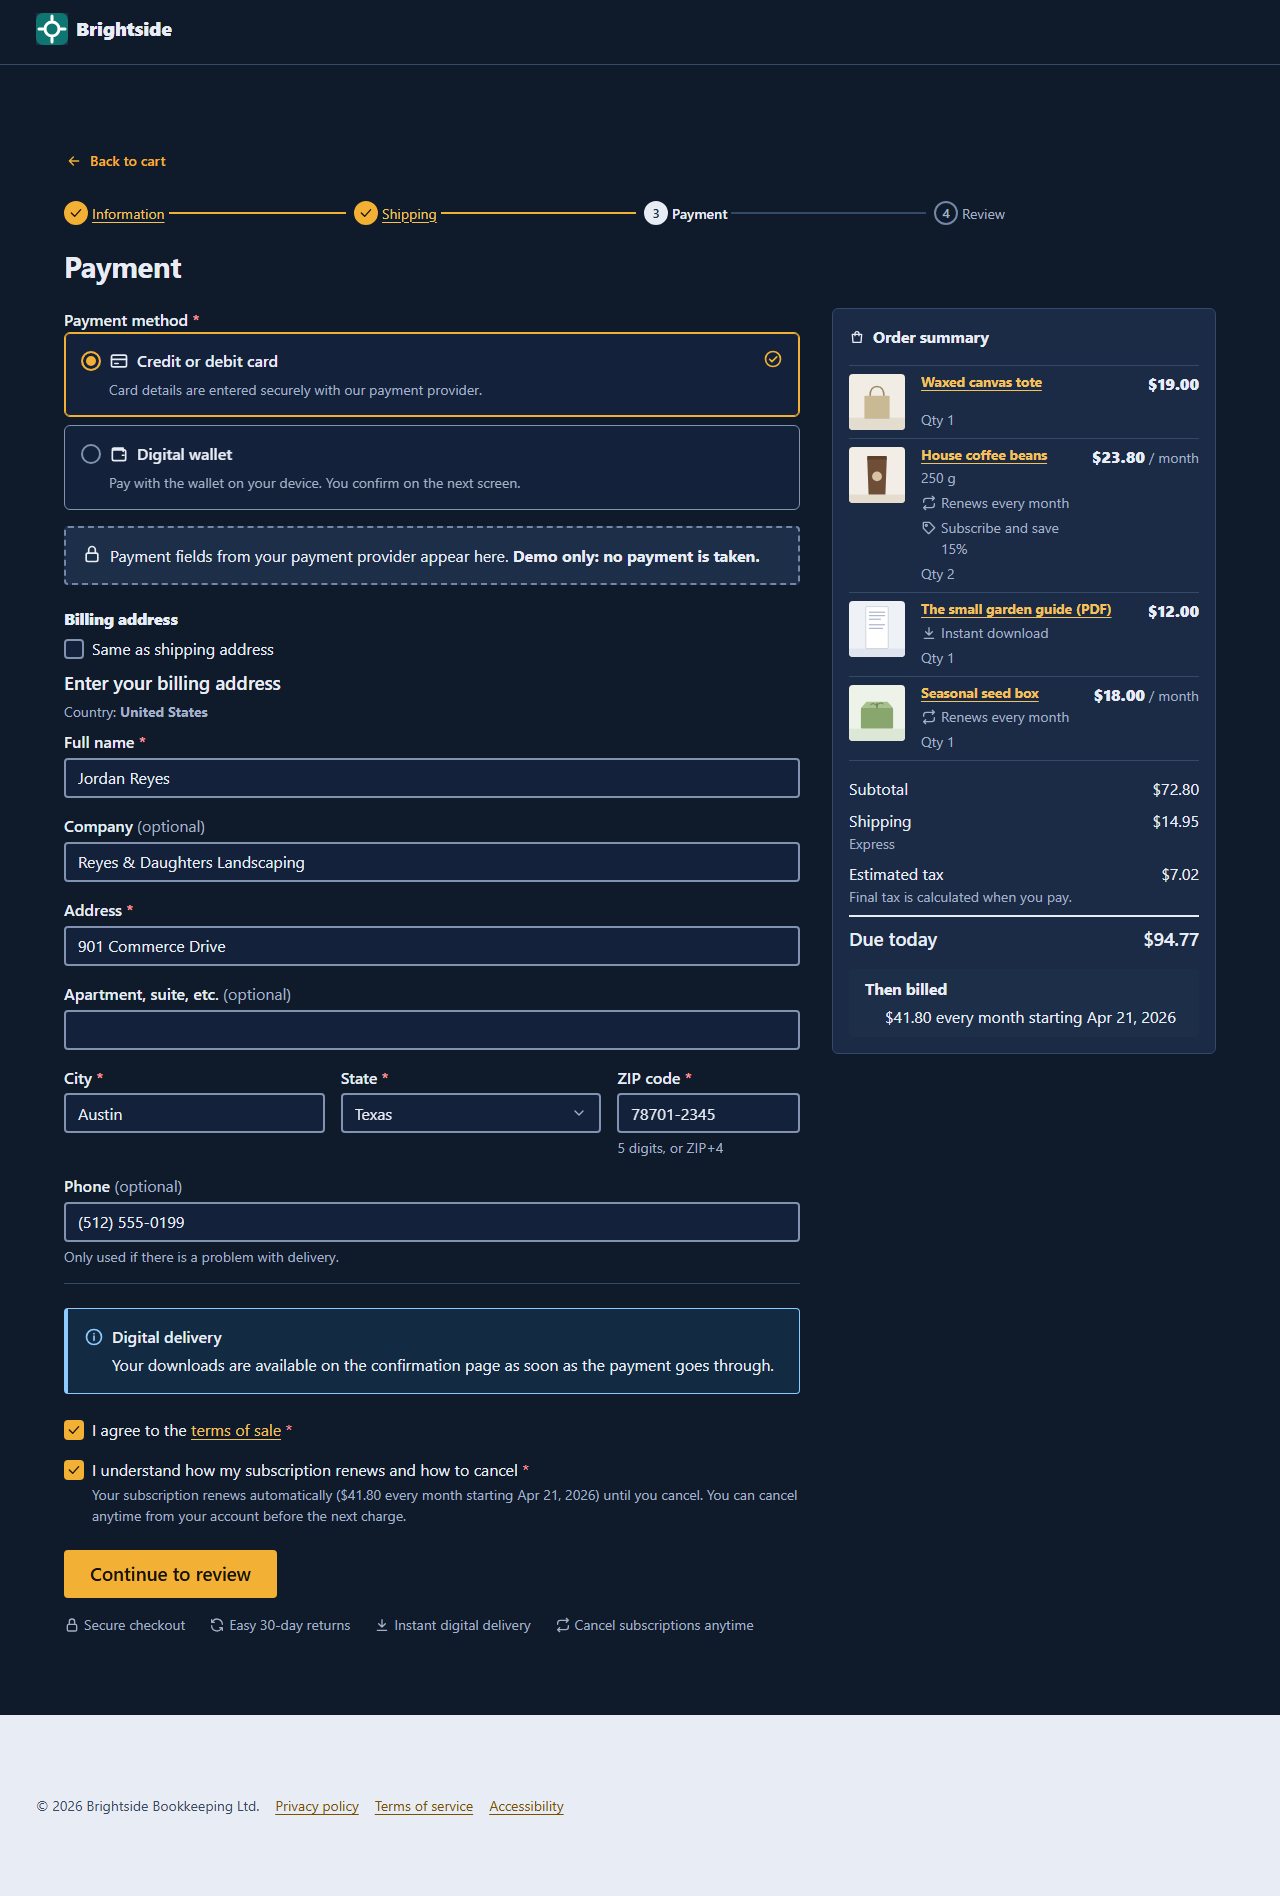 Brightside
Back to cart
Information
Shipping
3 Payment
4 Review
Payment
Payment method *
Credit or debit card
Card details are entered securely with our payment provider.
Digital wallet
Pay with the wallet on your device. You confirm on the next screen.
Payment fields from your payment provider appear here. Demo only: no payment is taken.
Billing address
Same as shipping address
Enter your billing address
Country: United States
Full name *
Jordan Reyes
Company (optional)
Reyes & Daughters Landscaping
Address *
901 Commerce Drive
Apartment, suite, etc. (optional)
City *
Austin
State *
Texas
ZIP code *
78701-2345
5 digits, or ZIP+4
Phone (optional)
(512) 555-0199
Only used if there is a problem with delivery.
Digital delivery
Your downloads are available on the confirmation page as soon as the payment goes through.
I agree to the terms of sale *
I understand how my subscription renews and how to cancel *
Your subscription renews automatically ($41.80 every month starting Apr 21, 2026) until you cancel. You can cancel
anytime from your account before the next charge.
Continue to review
Secure checkout
Easy 30-day returns
Instant digital delivery
Cancel subscriptions anytime
Order summary
Waxed canvas tote $19.00
Qty 1
House coffee beans $23.80 / month
250 g
Renews every month
Subscribe and save
15%
Qty 2
The small garden guide (PDF) $12.00
Instant download
Qty 1
Seasonal seed box $18.00 / month
Renews every month
Qty 1
Subtotal $72.80
Shipping $14.95
Express
Estimated tax $7.02
Final tax is calculated when you pay.
Due today $94.77
Then billed
$41.80 every month starting Apr 21, 2026
© 2026 Brightside Bookkeeping Ltd. Privacy policy Terms of service Accessibility